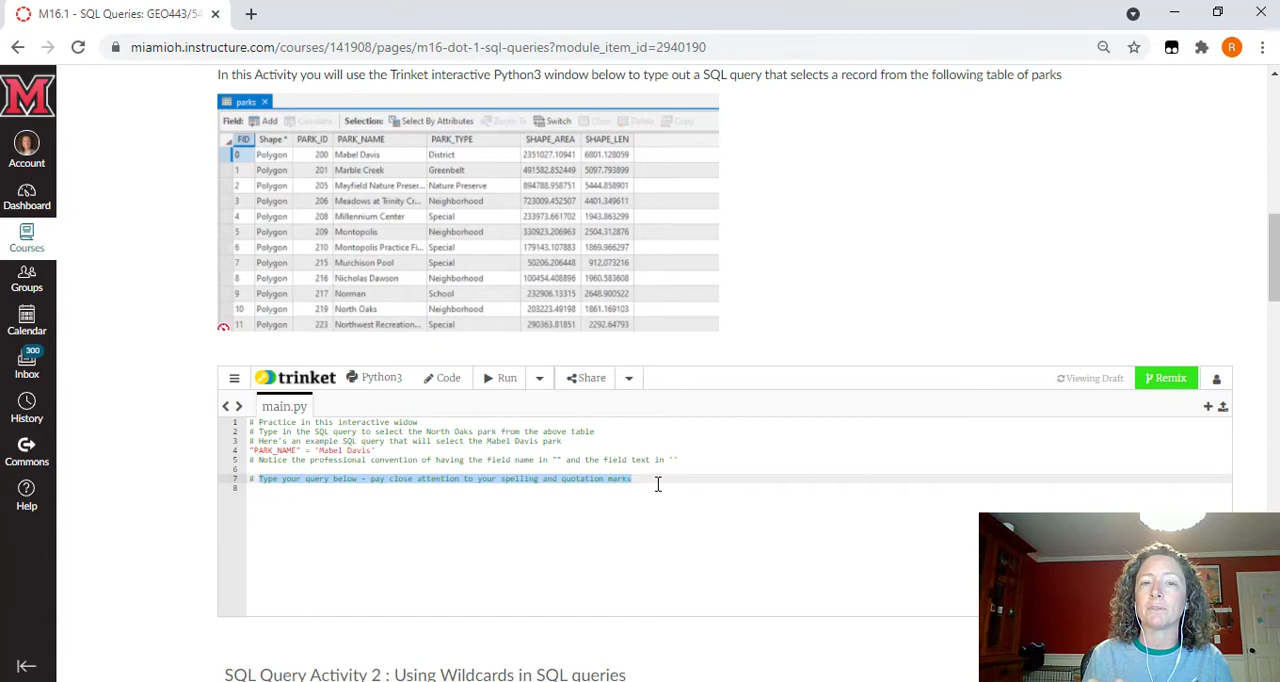 M16.1 - SQL Queries: GEO443/54
miamioh.instructure.com/courses/141908/pages/m16-dot-1-sql-queries?module_item_id=2940190
R
M
Account
Dashboard
Courses
Groups
Calendar
300
Inbox
History
Commons
Help
In this Activity you will use the Trinket interactive Python3 window below to type out a SQL query that selects a record from the following table of parks
parks
Field: Add Calculate Selection: Select By Attributes Zoom To Switch Clear Delete Copy
FID Shape * PARK_ID PARK_NAME PARK_TYPE SHAPE_AREA SHAPE_LEN
0 Polygon 200 Mabel Davis District 2351027.10941 6801.128059
1 Polygon 201 Marble Creek Greenbelt 491582.852449 5097.793899
2 Polygon 205 Mayfield Nature Preser... Nature Preserve 894788.958751 5444.858901
3 Polygon 206 Meadows at Trinity Cr... Neighborhood 723009.452507 4401.349611
4 Polygon 208 Millennium Center Special 233973.661702 1943.863299
5 Polygon 209 Montopolis Neighborhood 330923.206963 2504.312876
6 Polygon 210 Montopolis Practice Fi... Special 179143.107883 1869.966297
7 Polygon 215 Murchison Pool Special 50206.206448 912.073216
8 Polygon 216 Nicholas Dawson Neighborhood 100454.408896 1960.583608
9 Polygon 217 Norman School 232906.13315 2648.900522
10 Polygon 219 North Oaks Neighborhood 203223.49198 1861.169103
11 Polygon 223 Northwest Recreation... Special 290363.81851 2292.64793
trinket Python3 Code Run Share Viewing Draft Remix
main.py
1 # Practice in this interactive widow
2 # Type in the SQL query to select the North Oaks park from the above table
3 # Here's an example SQL query that will select the Mabel Davis park
4 "PARK_NAME" = 'Mabel Davis'
5 # Notice the professional convention of having the field name in "" and the field text in ''
6
7 # Type your query below - pay close attention to your spelling and quotation marks
8
SQL Query Activity 2 : Using Wildcards in SQL queries